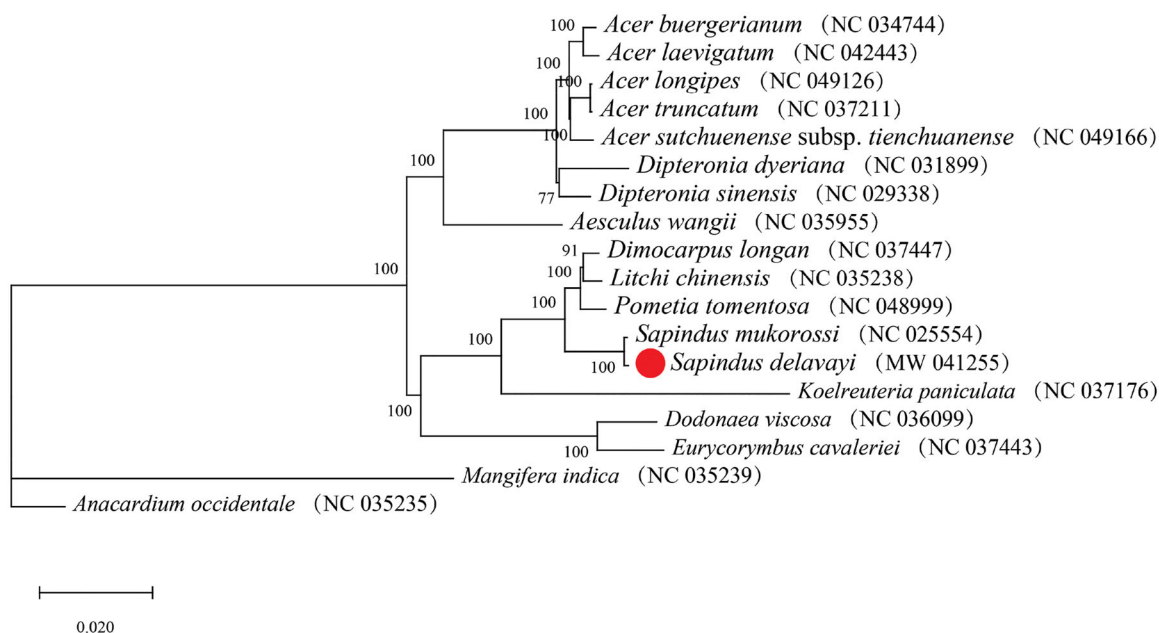 100
Acer buergerianum (NC 034744)
Acer laevigatum (NC 042443)
100
100
Acer longipes (NC 049126)
100
Acer truncatum (NC 037211)
100
Acer sutchuenense subsp. tienchuanense (NC 049166)
100
Dipteronia dyeriana (NC 031899)
77
Dipteronia sinensis (NC 029338)
Aesculus wangii (NC 035955)
91
Dimocarpus longan (NC 037447)
100
100
Litchi chinensis (NC 035238)
100
Pometia tomentosa (NC 048999)
100
Sapindus mukorossi (NC 025554)
100
Sapindus delavayi (MW 041255)
Koelreuteria paniculata (NC 037176)
100
Dodonaea viscosa (NC 036099)
100
Eurycorymbus cavaleriei (NC 037443)
Mangifera indica (NC 035239)
Anacardium occidentale (NC 035235)
0.020